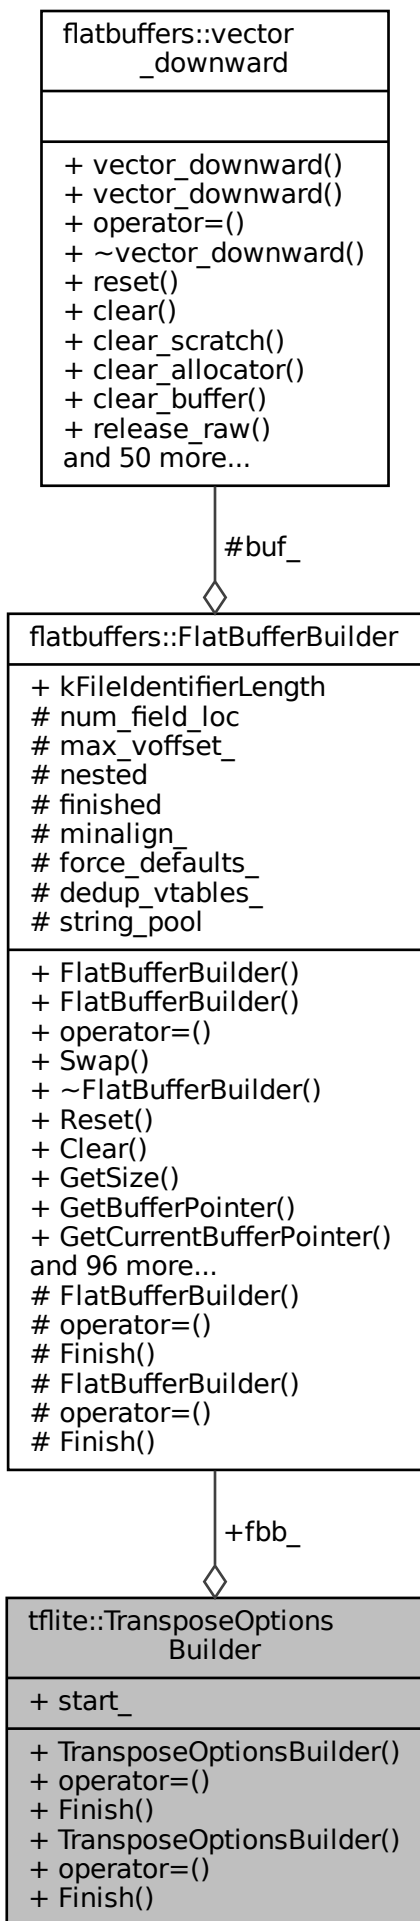 flatbuffers::vector
_downward
+ vector_downward()
+ vector_downward()
+ operator=()
+ ~vector_downward()
+ reset()
+ clear()
+ clear_scratch()
+ clear_allocator()
+ clear_buffer()
+ release_raw()
and 50 more...
#buf_
flatbuffers::FlatBufferBuilder
+ kFileIdentifierLength
# num_field_loc
# max_voffset_
# nested
# finished
# minalign_
# force_defaults_
# dedup_vtables_
# string_pool
+ FlatBufferBuilder()
+ FlatBufferBuilder()
+ operator=()
+ Swap()
+ ~FlatBufferBuilder()
+ Reset()
+ Clear()
+ GetSize()
+ GetBufferPointer()
+ GetCurrentBufferPointer()
and 96 more...
# FlatBufferBuilder()
# operator=()
# Finish()
# FlatBufferBuilder()
# operator=()
# Finish()
+fbb_
tflite::TransposeOptions
Builder
+ start_
+ TransposeOptionsBuilder()
+ operator=()
+ Finish()
+ TransposeOptionsBuilder()
+ operator=()
+ Finish()